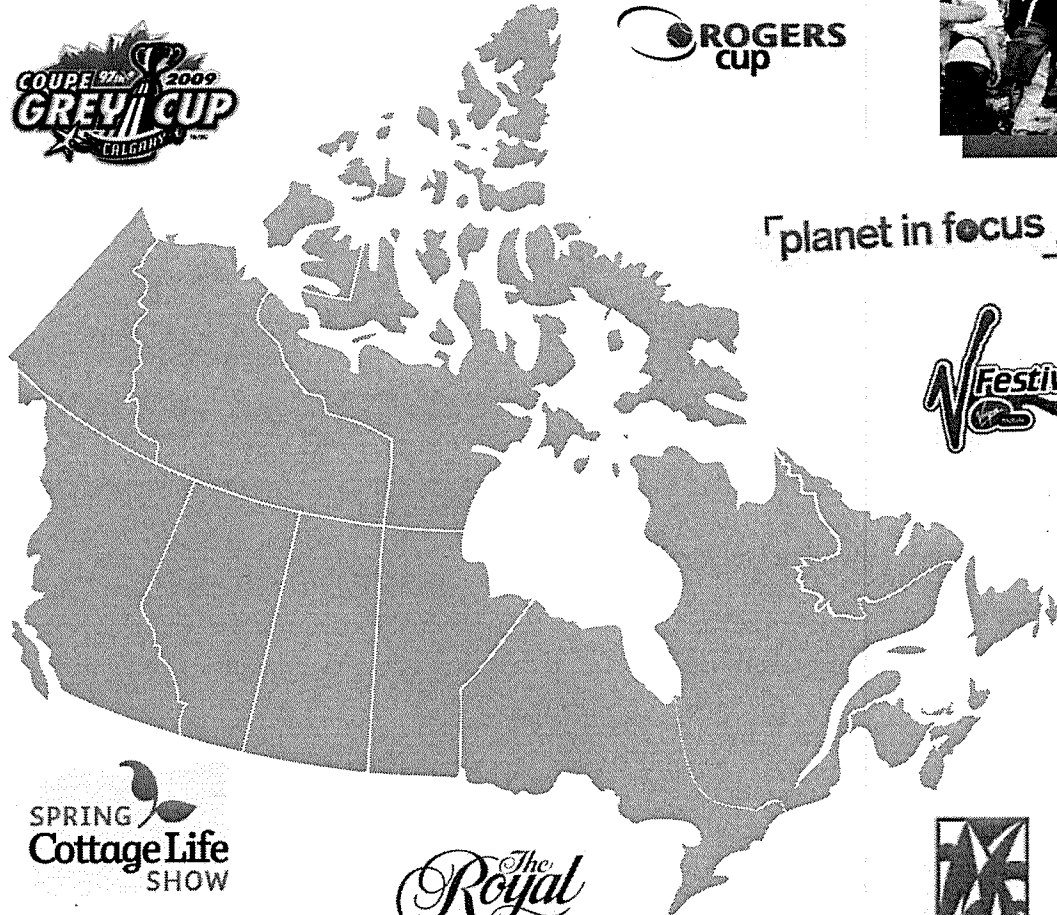 COUPE 97th 2009
GREY CUP
CALGARY
ROGERS
cup
planet in focus
Festiv
SPRING
Cottage Life
SHOW
The
Royal